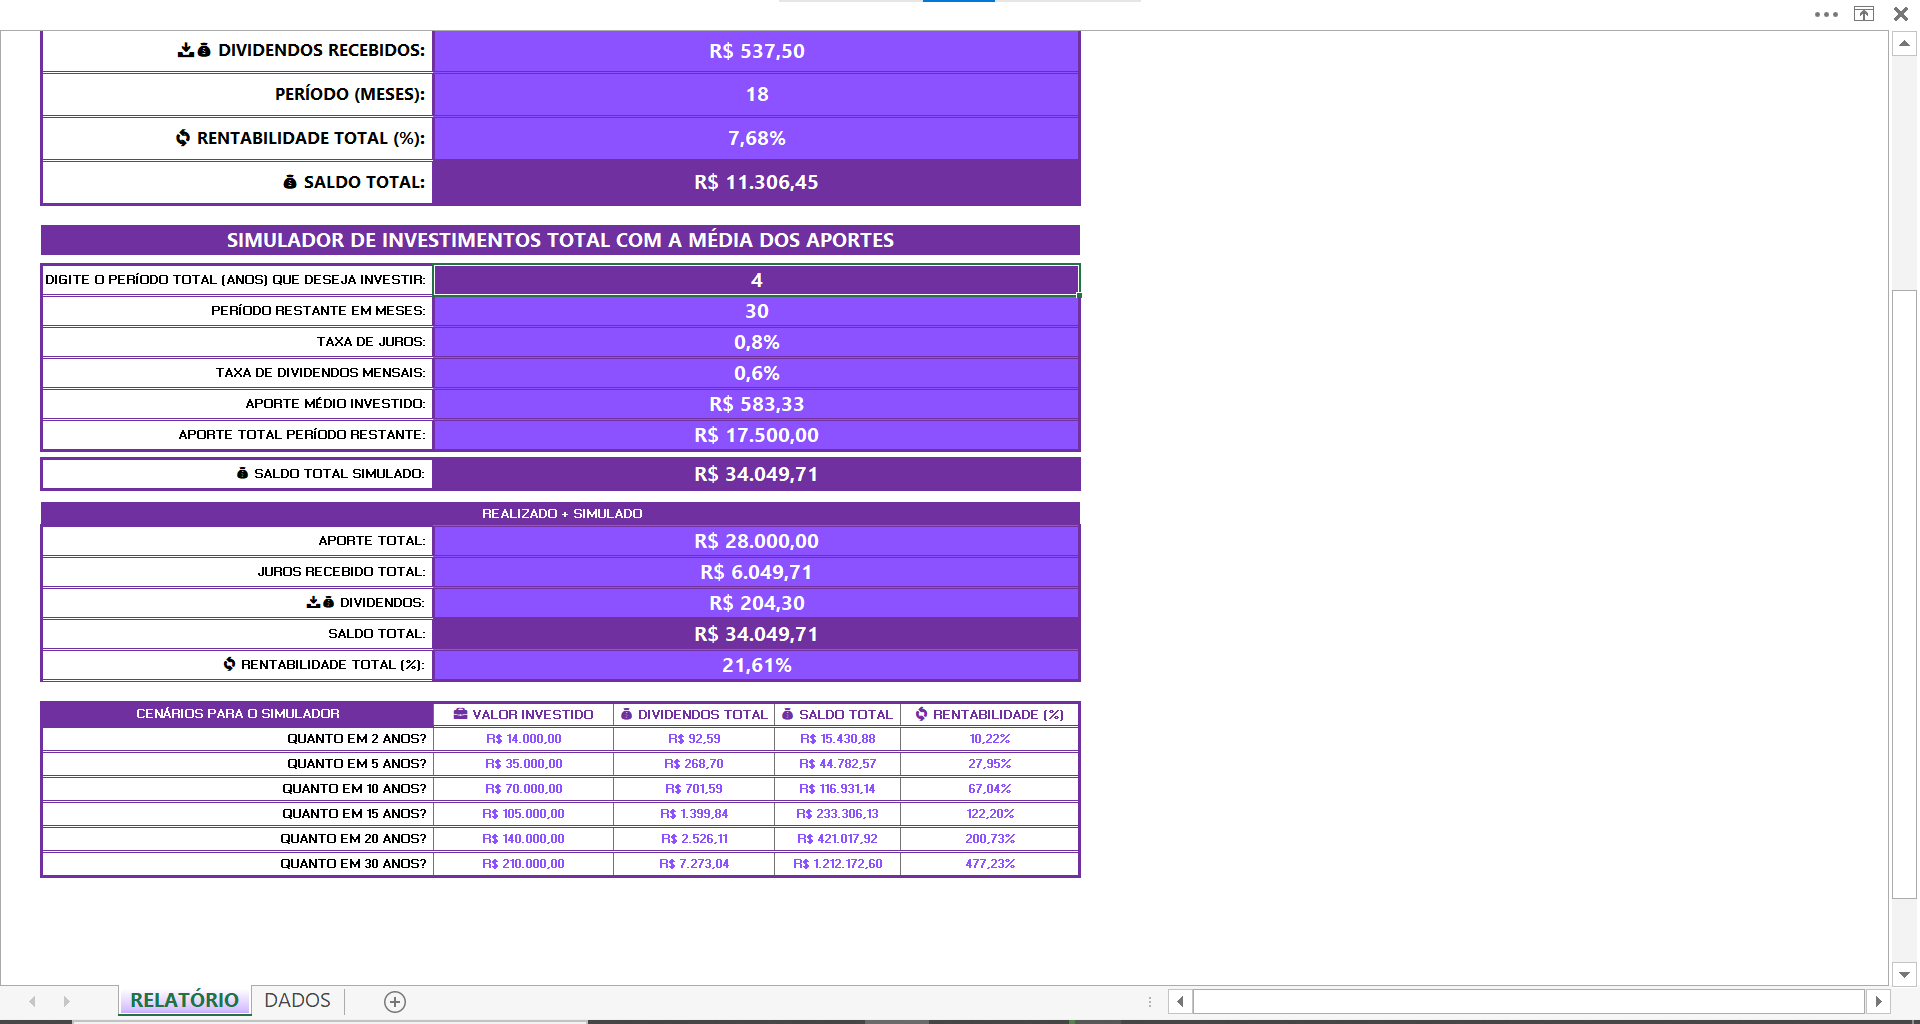 DIVIDENDOS RECEBIDOS: R$ 537,50
PERÍODO (MESES): 18
RENTABILIDADE TOTAL (%): 7,68%
SALDO TOTAL: R$ 11.306,45
SIMULADOR DE INVESTIMENTOS TOTAL COM A MÉDIA DOS APORTES
DIGITE O PERÍODO TOTAL (ANOS) QUE DESEJA INVESTIR: 4
PERÍODO RESTANTE EM MESES: 30
TAXA DE JUROS: 0,8%
TAXA DE DIVIDENDOS MENSAIS: 0,6%
APORTE MÉDIO INVESTIDO: R$ 583,33
APORTE TOTAL PERÍODO RESTANTE: R$ 17.500,00
SALDO TOTAL SIMULADO: R$ 34.049,71
REALIZADO + SIMULADO
APORTE TOTAL: R$ 28.000,00
JUROS RECEBIDO TOTAL: R$ 6.049,71
DIVIDENDOS: R$ 204,30
SALDO TOTAL: R$ 34.049,71
RENTABILIDADE TOTAL (%): 21,61%
CENÁRIOS PARA O SIMULADOR VALOR INVESTIDO DIVIDENDOS TOTAL SALDO TOTAL RENTABILIDADE (%)
QUANTO EM 2 ANOS? R$ 14.000,00 R$ 92,59 R$ 15.430,88 10,22%
QUANTO EM 5 ANOS? R$ 35.000,00 R$ 268,70 R$ 44.782,57 27,95%
QUANTO EM 10 ANOS? R$ 70.000,00 R$ 701,59 R$ 116.931,14 67,04%
QUANTO EM 15 ANOS? R$ 105.000,00 R$ 1.399,84 R$ 233.306,13 122,20%
QUANTO EM 20 ANOS? R$ 140.000,00 R$ 2.526,11 R$ 421.017,92 200,73%
QUANTO EM 30 ANOS? R$ 210.000,00 R$ 7.273,04 R$ 1.212.172,60 477,23%
RELATÓRIO DADOS